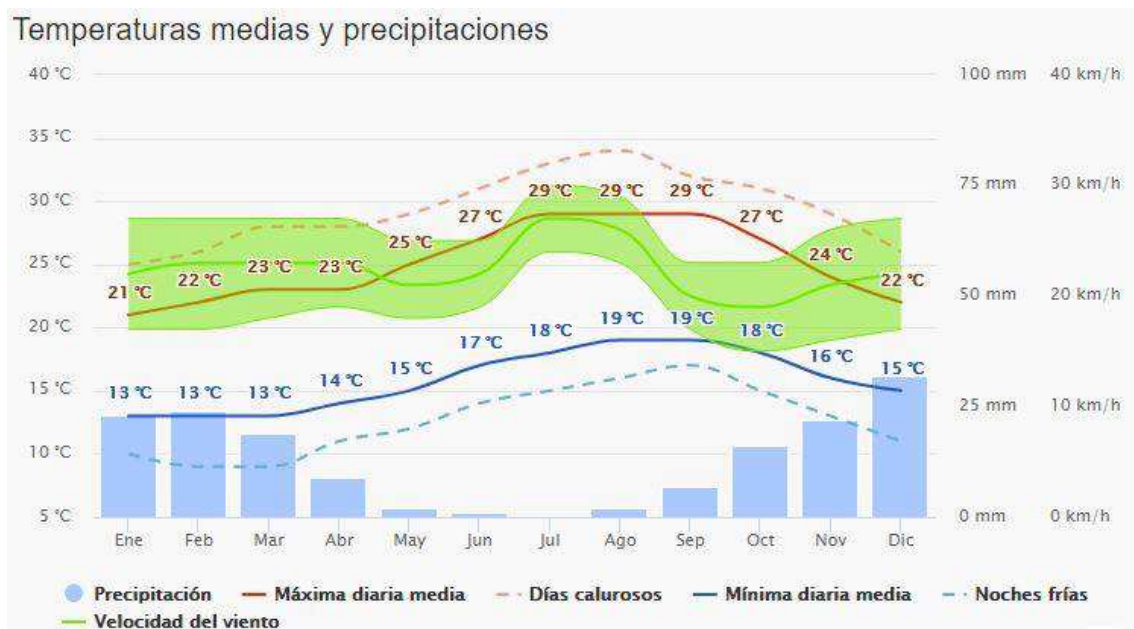 Temperaturas medias y precipitaciones
40 °C 100 mm 40 km/h
35 °C
30 °C 29 °C 29 °C 29 °C 75 mm 30 km/h
27 °C 27 °C
25 °C 25 °C 24 °C
21 °C 22 °C 23 °C 23 °C 22 °C
20 °C 50 mm 20 km/h
17 °C 18 °C 19 °C 19 °C 18 °C
15 °C 13 °C 13 °C 13 °C 14 °C 15 °C 16 °C 15 °C
25 mm 10 km/h
10 °C
5 °C 0 mm 0 km/h
Ene Feb Mar Abr May Jun Jul Ago Sep Oct Nov Dic
Precipitación Máxima diaria media Días calurosos Mínima diaria media Noches frías
Velocidad del viento